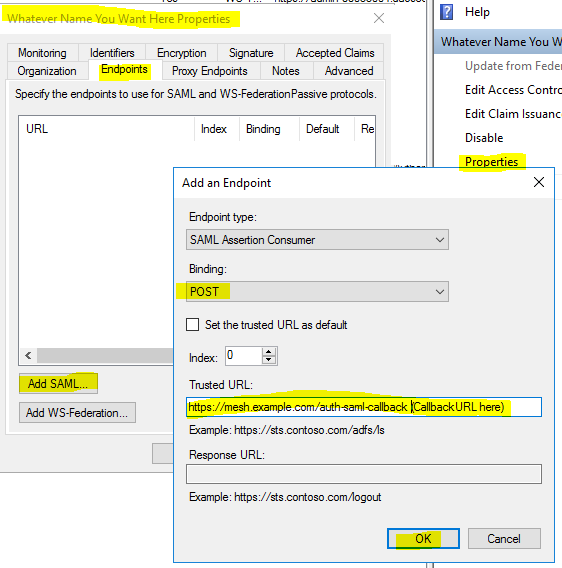 Whatever Name You Want Here Properties
Monitoring Identifiers Encryption Signature Accepted Claims
Organization Endpoints Proxy Endpoints Notes Advanced
Specify the endpoints to use for SAML and WS-FederationPassive protocols.
URL Index Binding Default Re
Add SAML...
Add WS-Federation...
Help
Whatever Name You W
Update from Feder
Edit Access Contro
Edit Claim Issuanc
Disable
Properties
Add an Endpoint
Endpoint type:
SAML Assertion Consumer
Binding:
POST
Set the trusted URL as default
Index: 0
Trusted URL:
https://mesh.example.com/auth-saml-callback (CallbackURL here)
Example: https://sts.contoso.com/adfs/ls
Response URL:
Example: https://sts.contoso.com/logout
OK Cancel